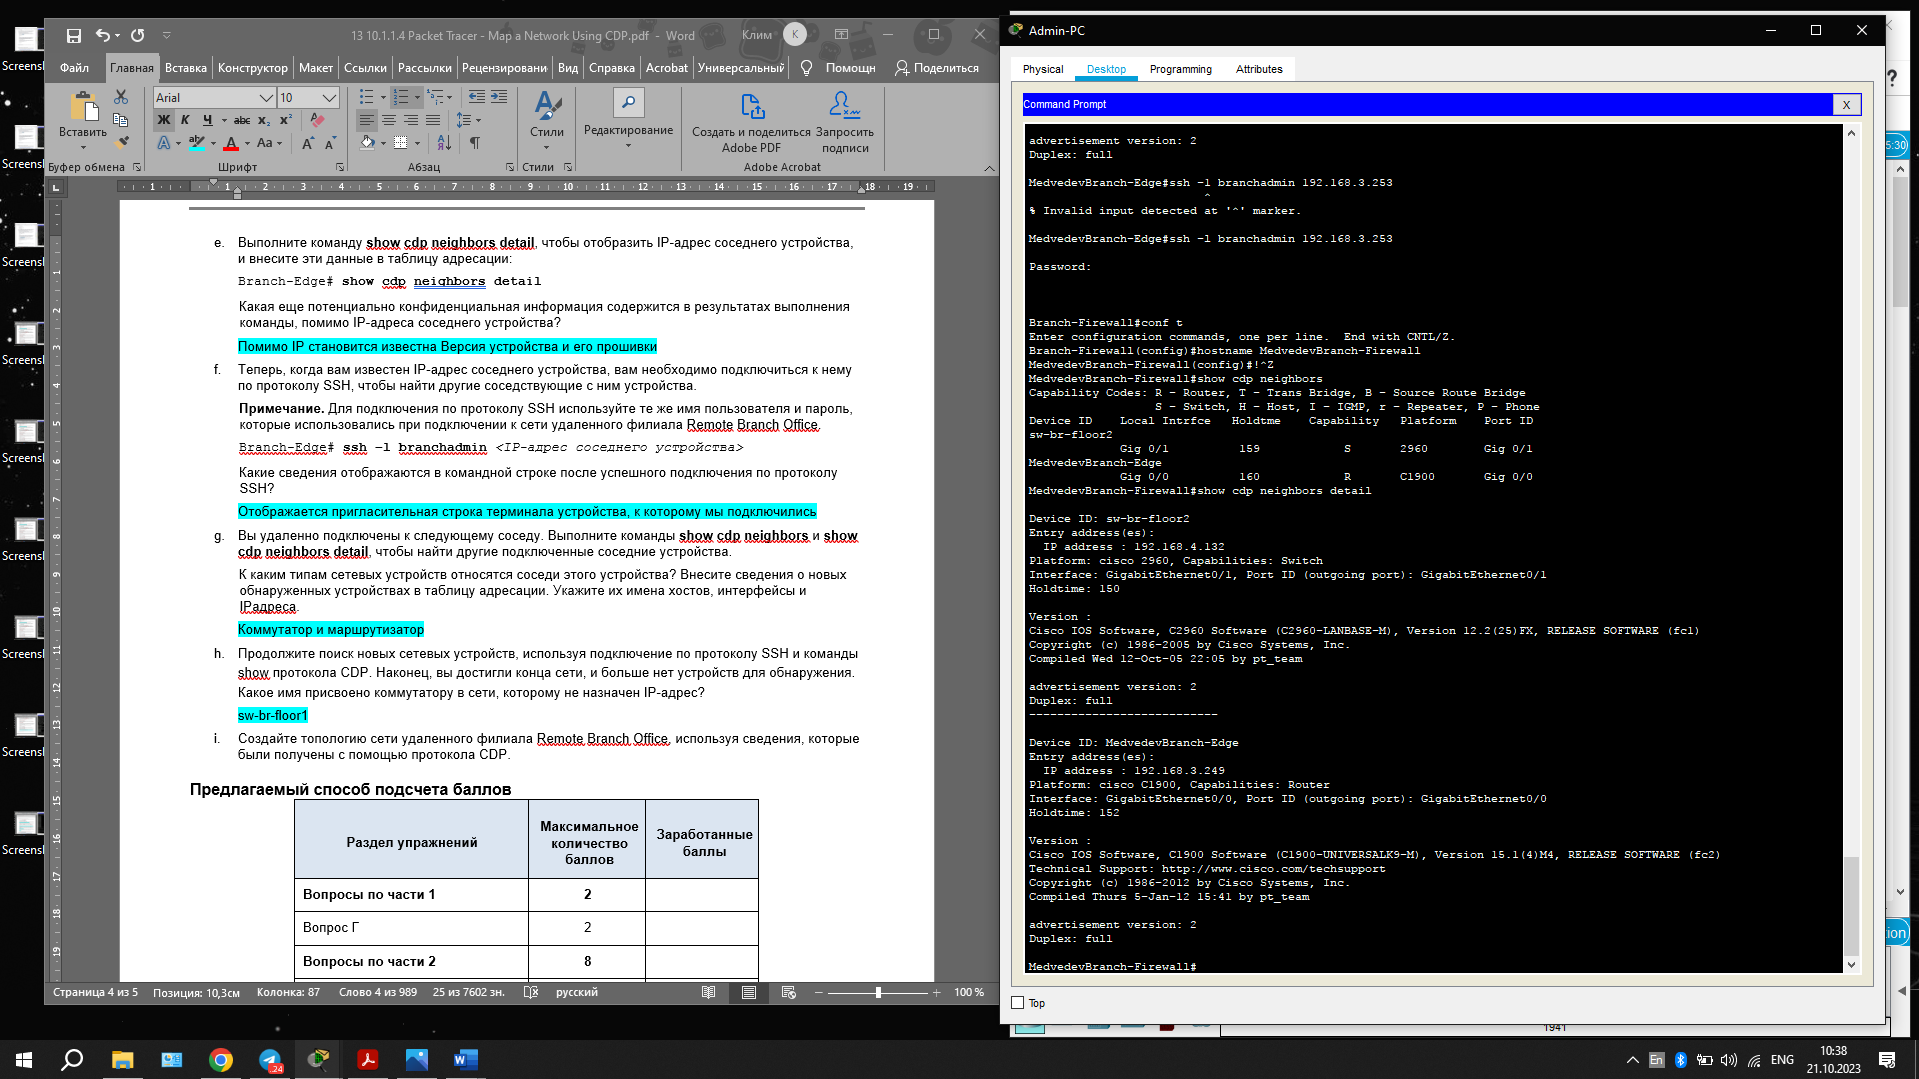 13 10.1.1.4 Packet Tracer - Map a Network Using CDP.pdf - Word
Клим
K
Файл Главная Вставка Конструктор Макет Ссылки Рассылки Рецензировани Вид Справка Acrobat Универсальный Помощн Поделиться
Arial 10
Вставить
Ж К Ч abc x₂ x²
Стили
Редактирование
Создать и поделиться Adobe PDF
Запросить подписи
Буфер обмена Шрифт Абзац Стили Adobe Acrobat
e. Выполните команду show cdp neighbors detail, чтобы отобразить IP-адрес соседнего устройства,
и внесите эти данные в таблицу адресации:
Branch-Edge# show cdp neighbors detail
Какая еще потенциально конфиденциальная информация содержится в результатах выполнения
команды, помимо IP-адреса соседнего устройства?
Помимо IP становится известна Версия устройства и его прошивки
f. Теперь, когда вам известен IP-адрес соседнего устройства, вам необходимо подключиться к нему
по протоколу SSH, чтобы найти другие соседствующие с ним устройства.
Примечание. Для подключения по протоколу SSH используйте те же имя пользователя и пароль,
которые использовались при подключении к сети удаленного филиала Remote Branch Office.
Branch-Edge# ssh –l branchadmin <IP-адрес соседнего устройства>
Какие сведения отображаются в командной строке после успешного подключения по протоколу
SSH?
Отображается пригласительная строка терминала устройства, к которому мы подключились
g. Вы удаленно подключены к следующему соседу. Выполните команды show cdp neighbors и show
cdp neighbors detail, чтобы найти другие подключенные соседние устройства.
К каким типам сетевых устройств относятся соседи этого устройства? Внесите сведения о новых
обнаруженных устройствах в таблицу адресации. Укажите их имена хостов, интерфейсы и
IPадреса.
Коммутатор и маршрутизатор
h. Продолжите поиск новых сетевых устройств, используя подключение по протоколу SSH и команды
show протокола CDP. Наконец, вы достигли конца сети, и больше нет устройств для обнаружения.
Какое имя присвоено коммутатору в сети, которому не назначен IP-адрес?
sw-br-floor1
i. Создайте топологию сети удаленного филиала Remote Branch Office, используя сведения, которые
были получены с помощью протокола CDP.
Предлагаемый способ подсчета баллов
Раздел упражнений Максимальное количество баллов Заработанные баллы
Вопросы по части 1 2
Вопрос Г 2
Вопросы по части 2 8
Страница 4 из 5 Позиция: 10,3см Колонка: 87 Слово 4 из 989 25 из 7602 зн. русский 100 %
Admin-PC
Physical Desktop Programming Attributes
Command Prompt X
advertisement version: 2
Duplex: full
MedvedevBranch-Edge#ssh -l branchadmin 192.168.3.253
^
% Invalid input detected at '^' marker.
MedvedevBranch-Edge#ssh -l branchadmin 192.168.3.253
Password:
Branch-Firewall#conf t
Enter configuration commands, one per line. End with CNTL/Z.
Branch-Firewall(config)#hostname MedvedevBranch-Firewall
MedvedevBranch-Firewall(config)#!^Z
MedvedevBranch-Firewall#show cdp neighbors
Capability Codes: R - Router, T - Trans Bridge, B - Source Route Bridge
S - Switch, H - Host, I - IGMP, r - Repeater, P - Phone
Device ID Local Intrfce Holdtme Capability Platform Port ID
sw-br-floor2
Gig 0/1 159 S 2960 Gig 0/1
MedvedevBranch-Edge
Gig 0/0 160 R C1900 Gig 0/0
MedvedevBranch-Firewall#show cdp neighbors detail
Device ID: sw-br-floor2
Entry address(es):
IP address : 192.168.4.132
Platform: cisco 2960, Capabilities: Switch
Interface: GigabitEthernet0/1, Port ID (outgoing port): GigabitEthernet0/1
Holdtime: 150
Version :
Cisco IOS Software, C2960 Software (C2960-LANBASE-M), Version 12.2(25)FX, RELEASE SOFTWARE (fc1)
Copyright (c) 1986-2005 by Cisco Systems, Inc.
Compiled Wed 12-Oct-05 22:05 by pt_team
advertisement version: 2
Duplex: full
---------------------------
Device ID: MedvedevBranch-Edge
Entry address(es):
IP address : 192.168.3.249
Platform: cisco C1900, Capabilities: Router
Interface: GigabitEthernet0/0, Port ID (outgoing port): GigabitEthernet0/0
Holdtime: 152
Version :
Cisco IOS Software, C1900 Software (C1900-UNIVERSALK9-M), Version 15.1(4)M4, RELEASE SOFTWARE (fc2)
Technical Support: http://www.cisco.com/techsupport
Copyright (c) 1986-2012 by Cisco Systems, Inc.
Compiled Thurs 5-Jan-12 15:41 by pt_team
advertisement version: 2
Duplex: full
MedvedevBranch-Firewall#
Top
1941
ENG
10:38
21.10.2023